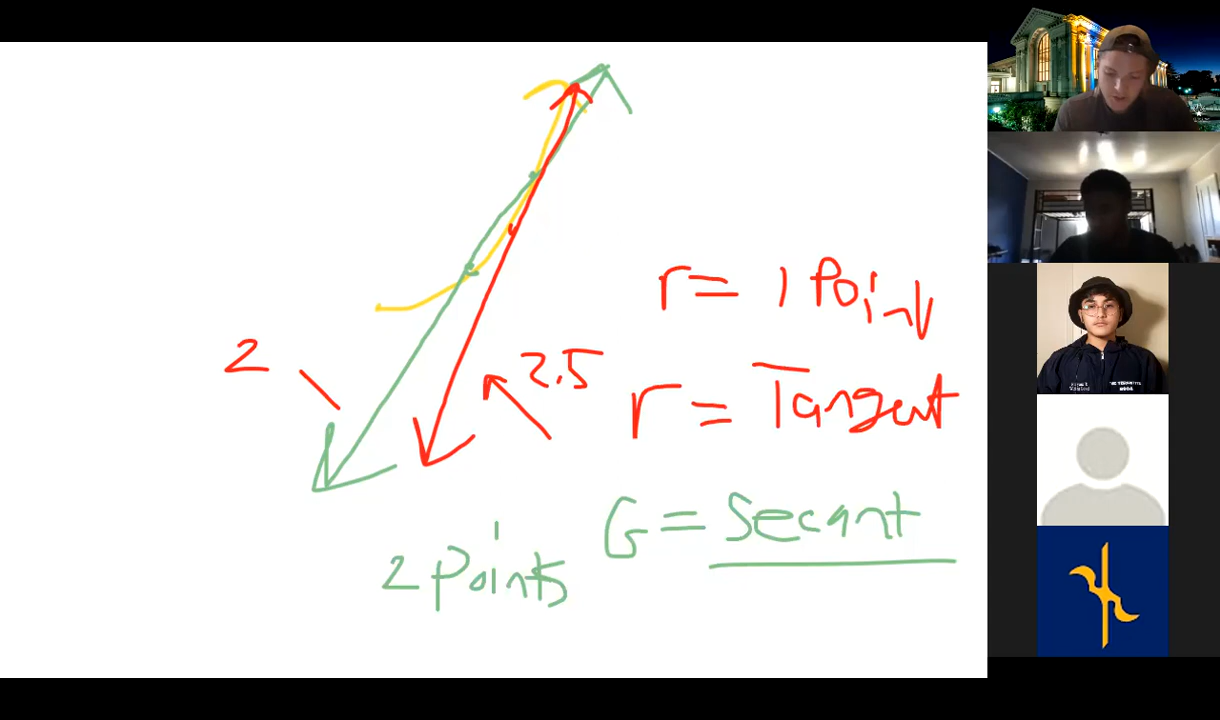 r = 1 Point
2
2.5
r = Tangent
G = Secant
2 Points